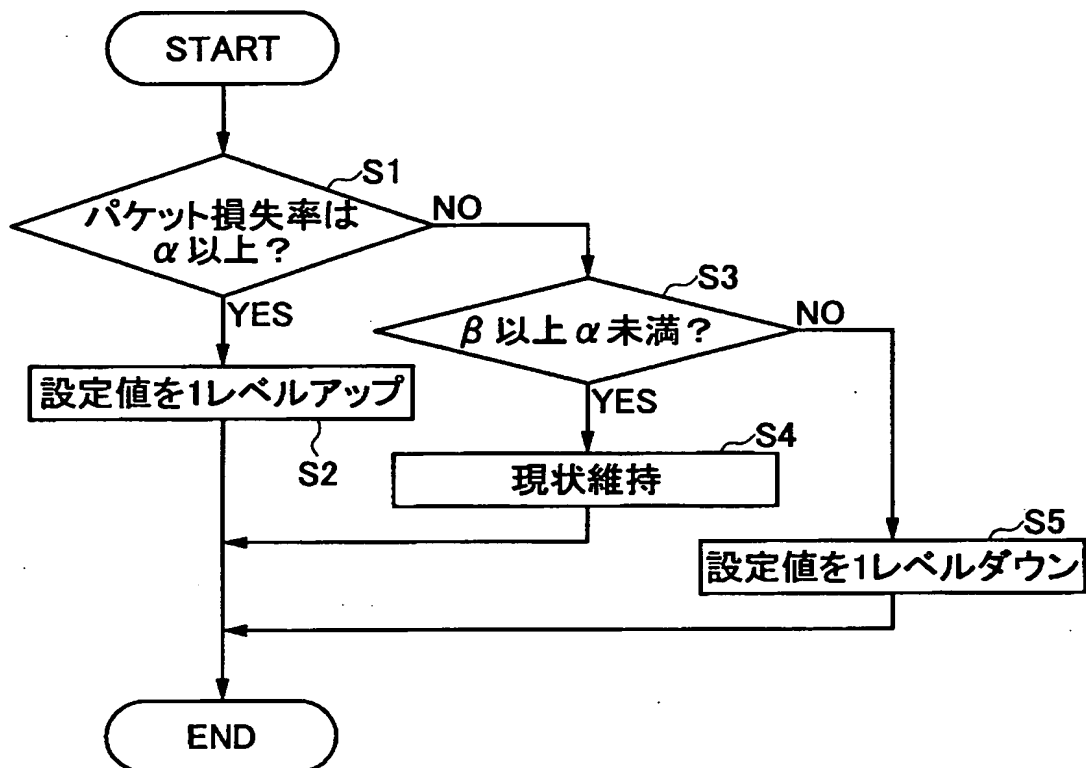 START
S1
パケット損失率は
α以上?
NO
YES
S3
β以上α未満?
NO
YES
設定値を1レベルアップ
S2
S4
現状維持
S5
設定値を1レベルダウン
END